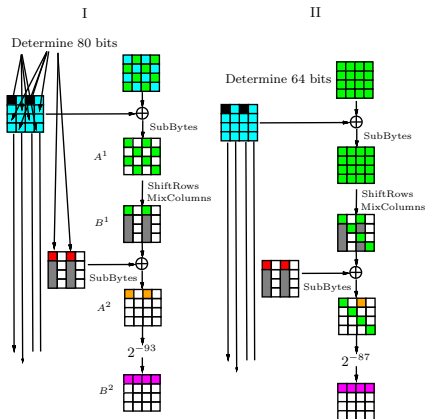 I
II
Determine 80 bits
Determine 64 bits
SubBytes
SubBytes
A¹
ShiftRows
MixColumns
ShiftRows
MixColumns
B¹
SubBytes
SubBytes
A²
2⁻⁹³
2⁻⁸⁷
B²